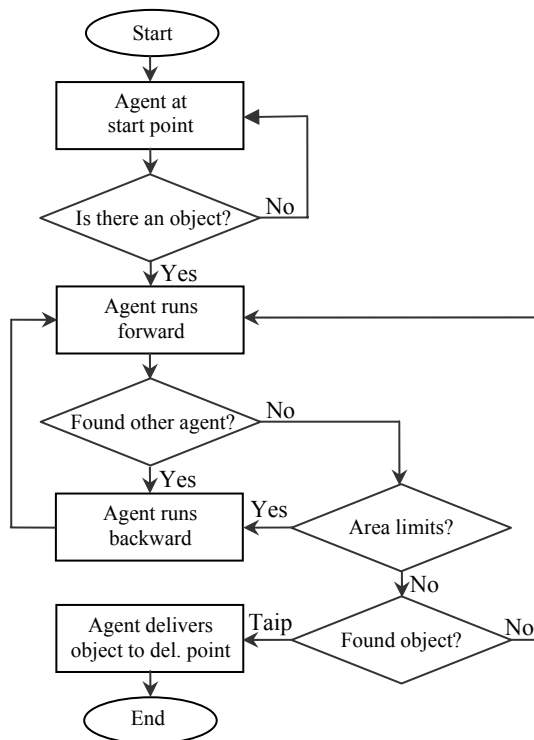 Start
Agent at
start point
Is there an object?
No
Yes
Agent runs
forward
Found other agent?
No
Yes
Agent runs
backward
Yes
Area limits?
No
Agent delivers
object to del. point
Taip
Found object?
No
End